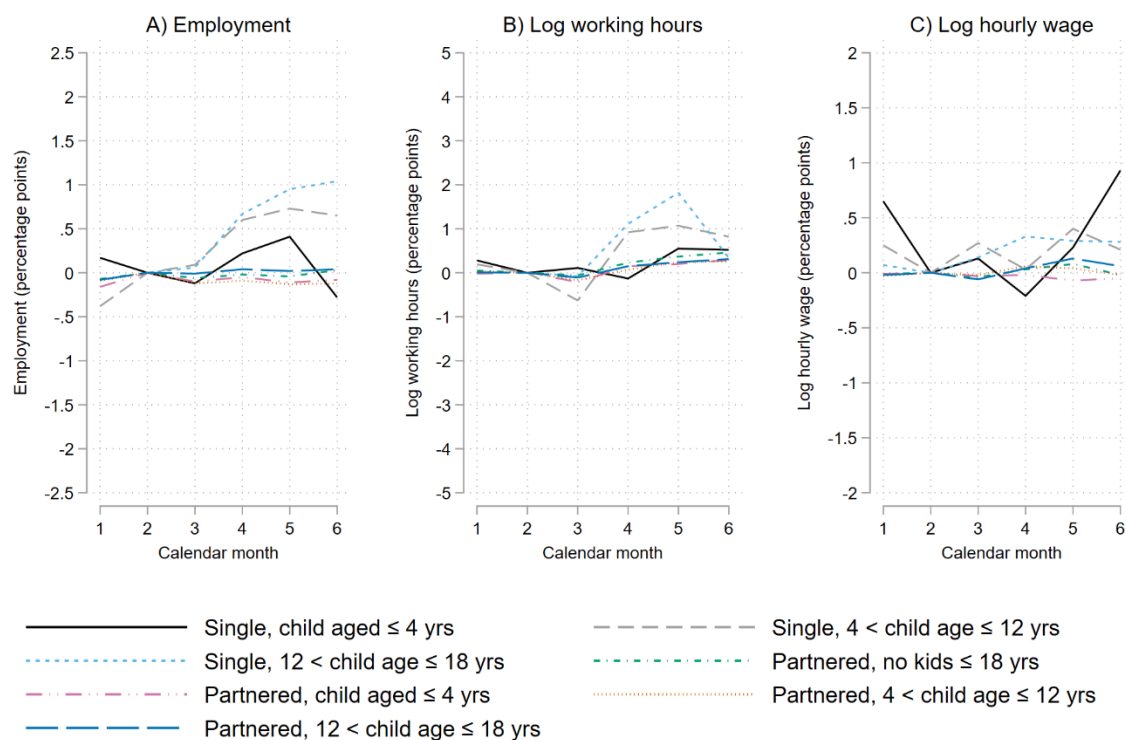 A) Employment
Employment (percentage points)
2.5
2
1.5
1
.5
0
-.5
-1
-1.5
-2
-2.5
1 2 3 4 5 6
Calendar month
B) Log working hours
Log working hours (percentage points)
5
4
3
2
1
0
-1
-2
-3
-4
-5
1 2 3 4 5 6
Calendar month
C) Log hourly wage
Log hourly wage (percentage points)
2
1.5
1
.5
0
-.5
-1
-1.5
-2
1 2 3 4 5 6
Calendar month
Single, child aged ≤ 4 yrs
Single, 4 < child age ≤ 12 yrs
Single, 12 < child age ≤ 18 yrs
Partnered, no kids ≤ 18 yrs
Partnered, child aged ≤ 4 yrs
Partnered, 4 < child age ≤ 12 yrs
Partnered, 12 < child age ≤ 18 yrs